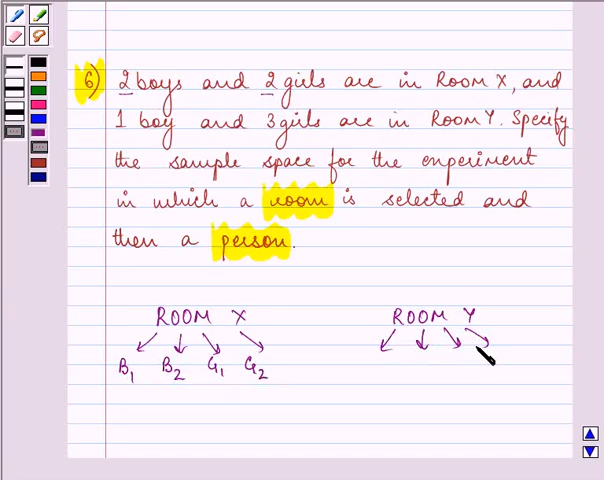 6) 2 boys and 2 girls are in ROOM X, and
1 boy and 3 girls are in ROOM Y. Specify
the sample space for the experiment
in which a room is selected and
then a person.
ROOM X ROOM Y
B1 B2 G1 G2